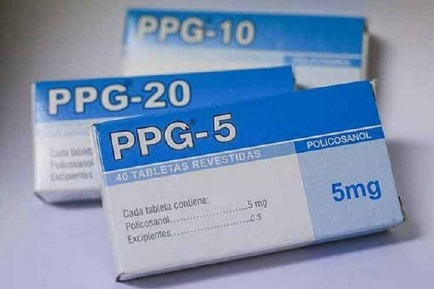 PPG-10
PPG-20
Cada tableta
Policosanol
Excipientes
PPG®-5
40 TABLETAS REVESTIDAS
POLICOSANOL
Cada tableta contiene:
Policosanol..................5 mg
Excipientes....................c.s
5mg